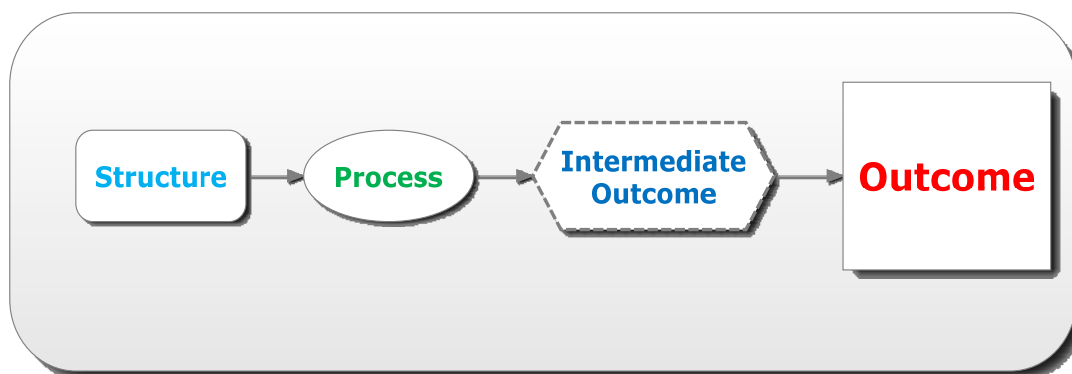 Structure
Process
Intermediate
Outcome
Outcome